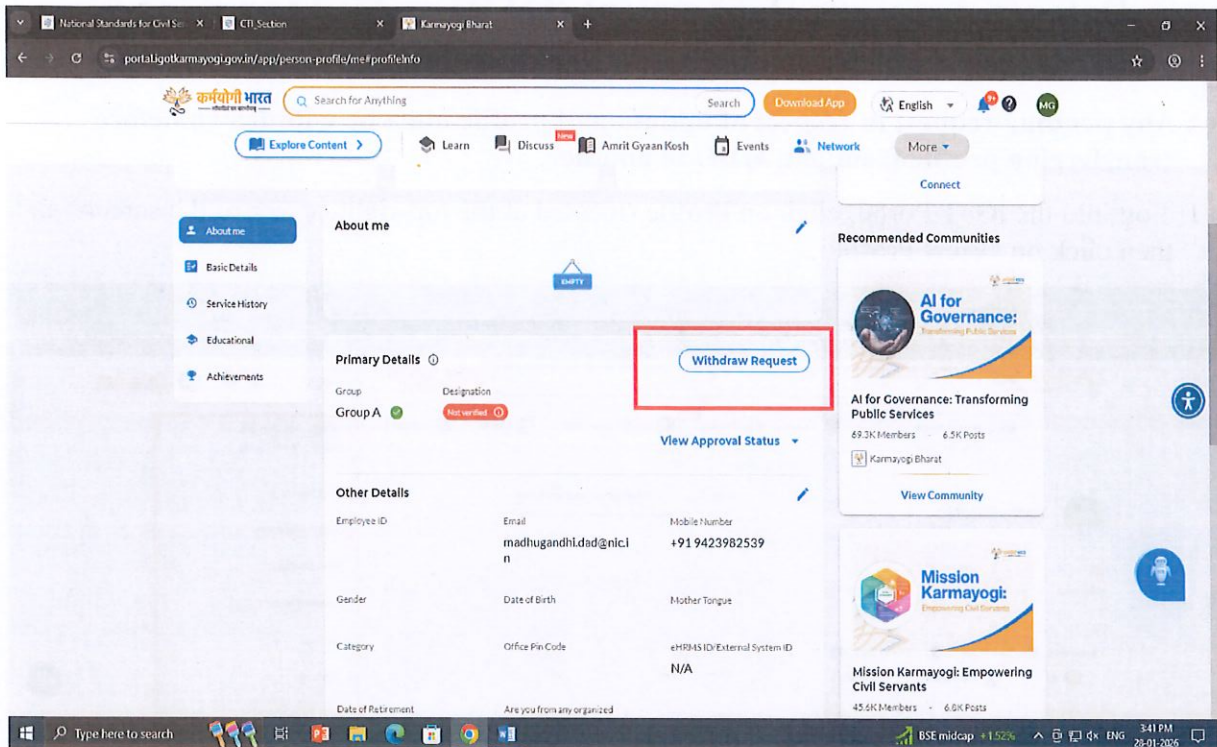 National Standards for Civil Se
CTI_Section
Karmayogi Bharat
portal.igotkarmayogi.gov.in/app/person-profile/me#profileInfo
कर्मयोगी भारत
Search for Anything
Search
Download App
English
9+
MG
Explore Content
Learn
Discuss
New
Amrit Gyaan Kosh
Events
Network
More
Connect
About me
Basic Details
Service History
Educational
Achievements
About me
EMPTY
Primary Details
Withdraw Request
Group
Designation
Group A
Not verified
View Approval Status
Other Details
Employee ID
Email
Mobile Number
madhugandhi.dad@nic.i
n
+91 9423982539
Gender
Date of Birth
Mother Tongue
Category
Office Pin Code
eHRMS ID/External System ID
N/A
Date of Retirement
Are you from any organized
Recommended Communities
AI for
Governance:
Transforming Public Services
AI for Governance: Transforming
Public Services
69.3K Members - 6.5K Posts
Karmayogi Bharat
View Community
Mission
Karmayogi:
Empowering Civil Servants
Mission Karmayogi: Empowering
Civil Servants
45.6K Members - 6.8K Posts
Type here to search
BSE midcap +1.52%
ENG
3:41 PM
28-01-2026